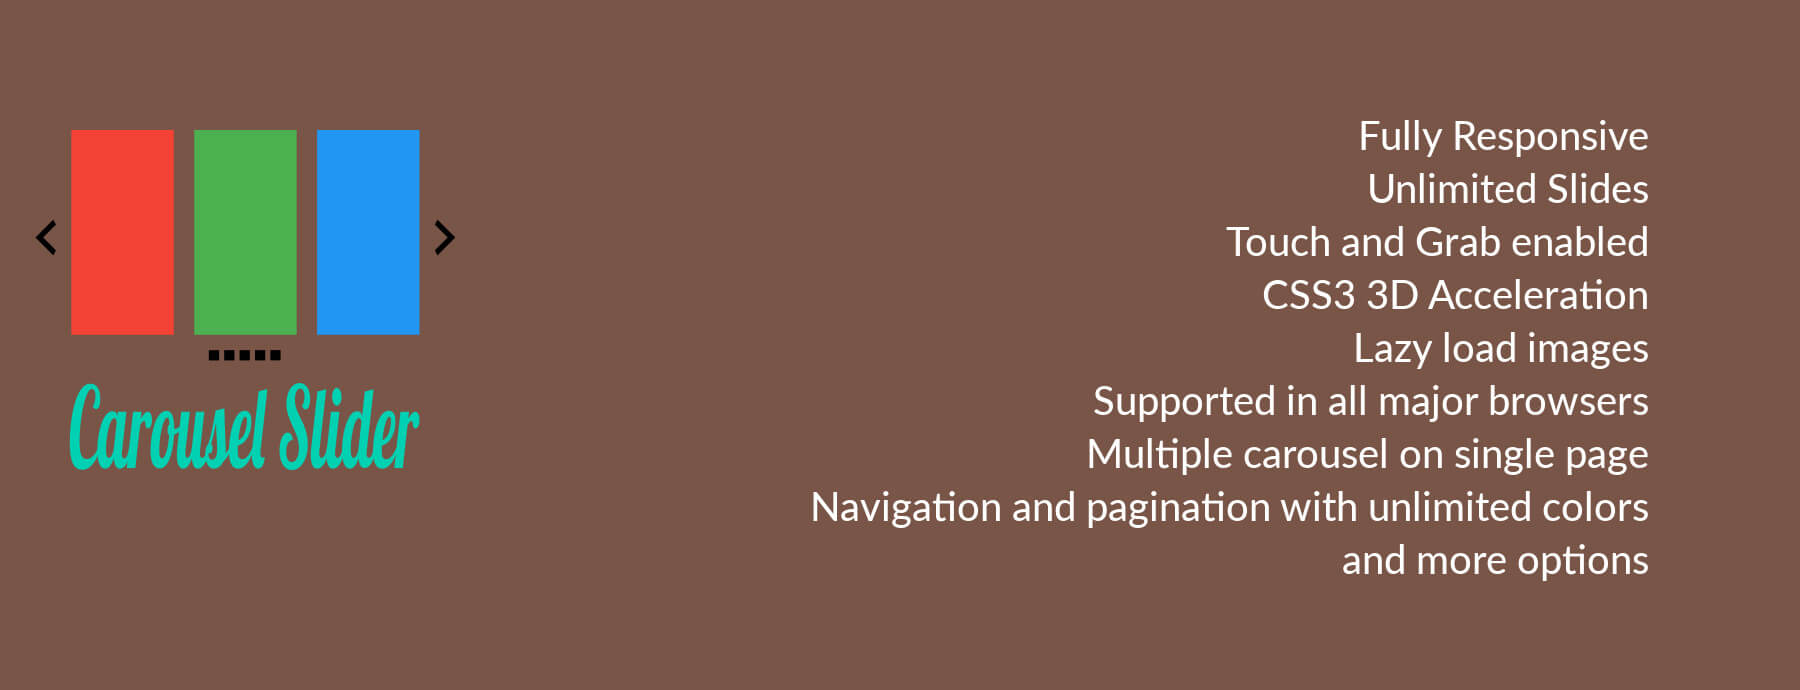 Carousel Slider
Fully Responsive
Unlimited Slides
Touch and Grab enabled
CSS3 3D Acceleration
Lazy load images
Supported in all major browsers
Multiple carousel on single page
Navigation and pagination with unlimited colors
and more options